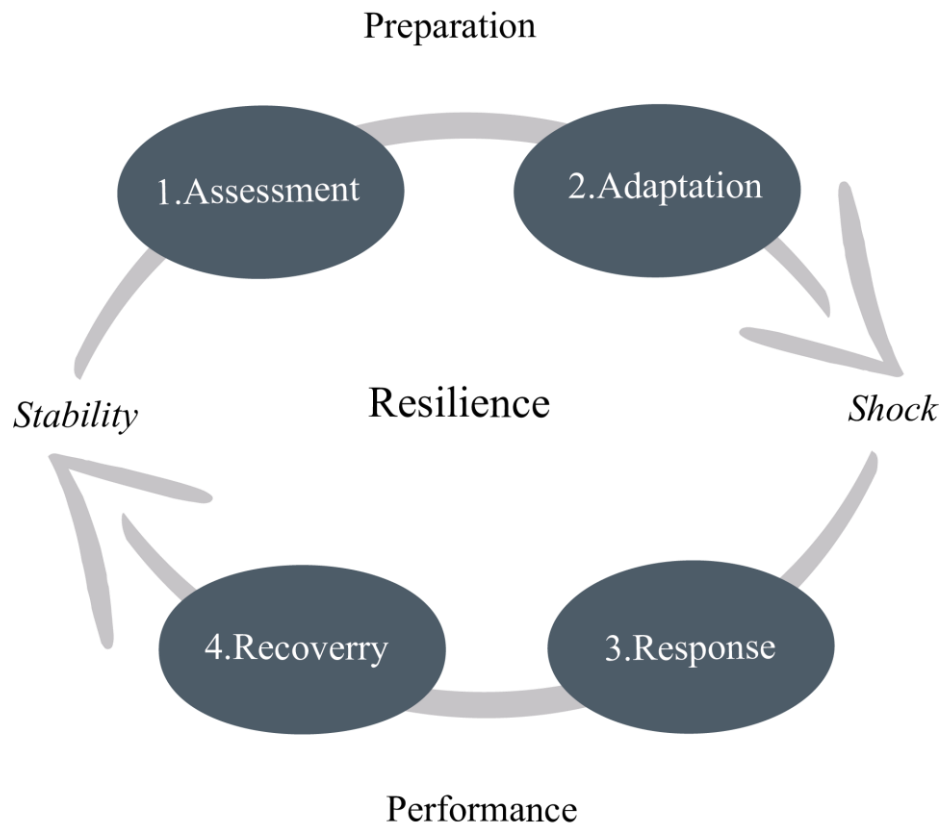 Preparation
1.Assessment
2.Adaptation
Stability
Resilience
Shock
4.Recoverry
3.Response
Performance